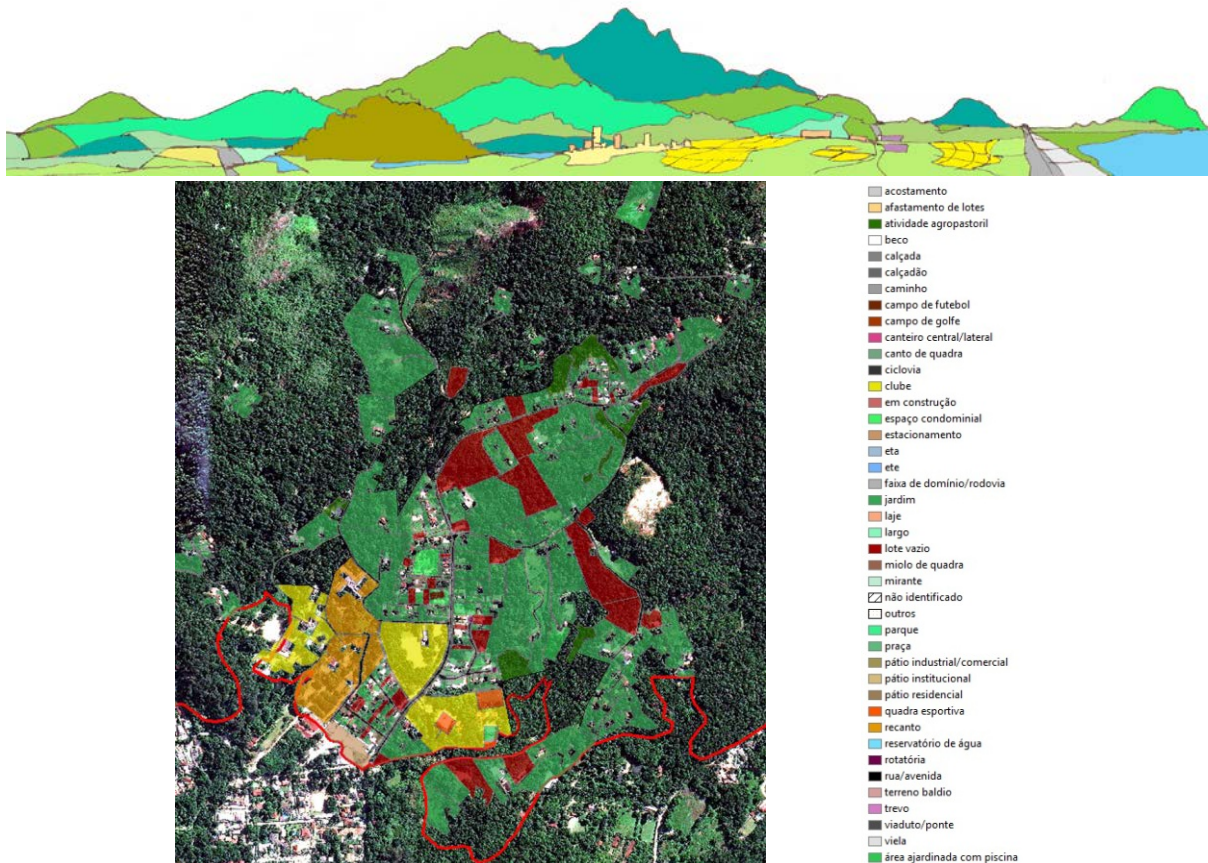 acostamento
afastamento de lotes
atividade agropastoril
beco
calçada
calçadão
caminho
campo de futebol
campo de golfe
canteiro central/lateral
canto de quadra
ciclovia
clube
em construção
espaço condominial
estacionamento
eta
ete
faixa de domínio/rodovia
jardim
laje
largo
lote vazio
miolo de quadra
mirante
não identificado
outros
parque
praça
pátio industrial/comercial
pátio institucional
pátio residencial
quadra esportiva
recanto
reservatório de água
rotatória
rua/avenida
terreno baldio
trevo
viaduto/ponte
viela
área ajardinada com piscina